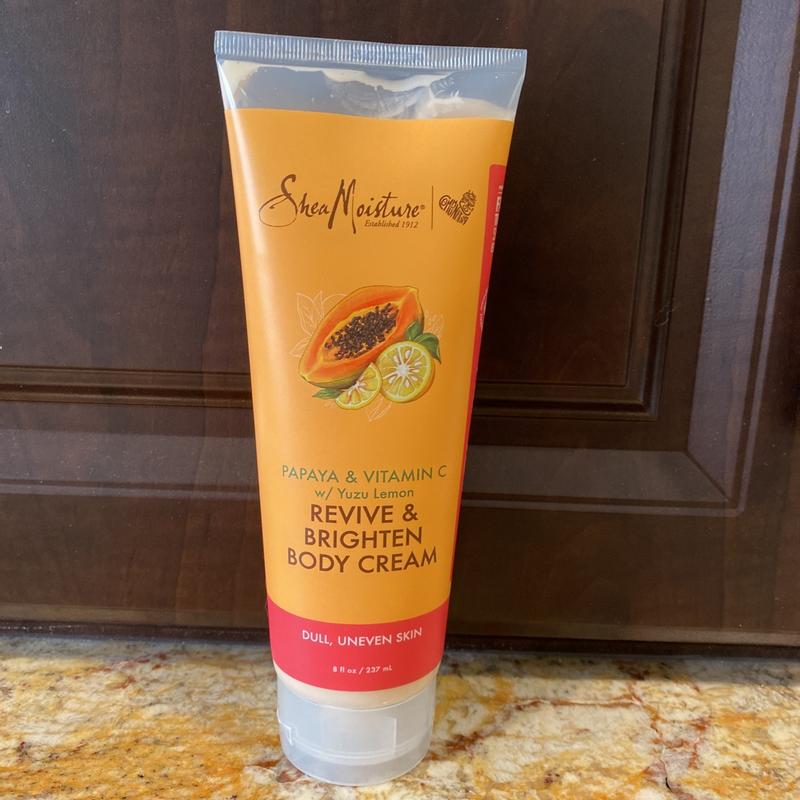 SheaMoisture®
Established 1912
PAPAYA & VITAMIN C
w/ Yuzu Lemon
REVIVE &
BRIGHTEN
BODY CREAM
DULL, UNEVEN SKIN
8 fl oz / 237 mL